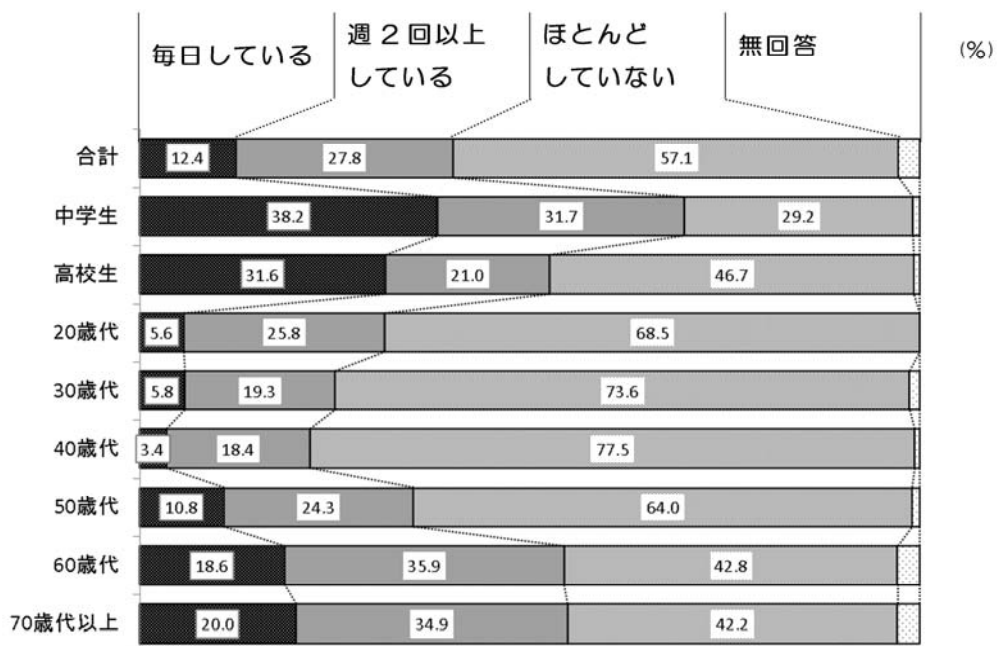 毎日している
週２回以上
している
ほとんど
していない
無回答
(%)
合計 12.4 27.8 57.1
中学生 38.2 31.7 29.2
高校生 31.6 21.0 46.7
20歳代 5.6 25.8 68.5
30歳代 5.8 19.3 73.6
40歳代 3.4 18.4 77.5
50歳代 10.8 24.3 64.0
60歳代 18.6 35.9 42.8
70歳代以上 20.0 34.9 42.2